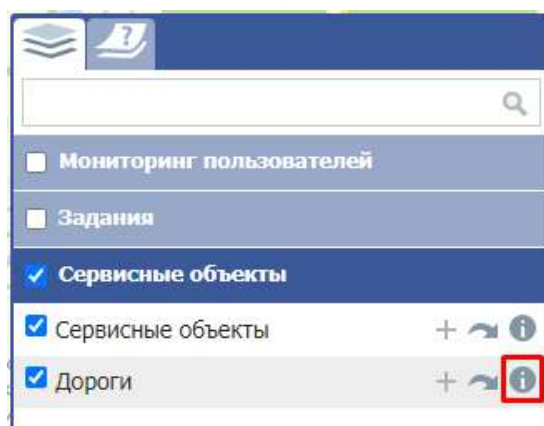 Мониторинг пользователей
Задания
Сервисные объекты
Сервисные объекты
Дороги